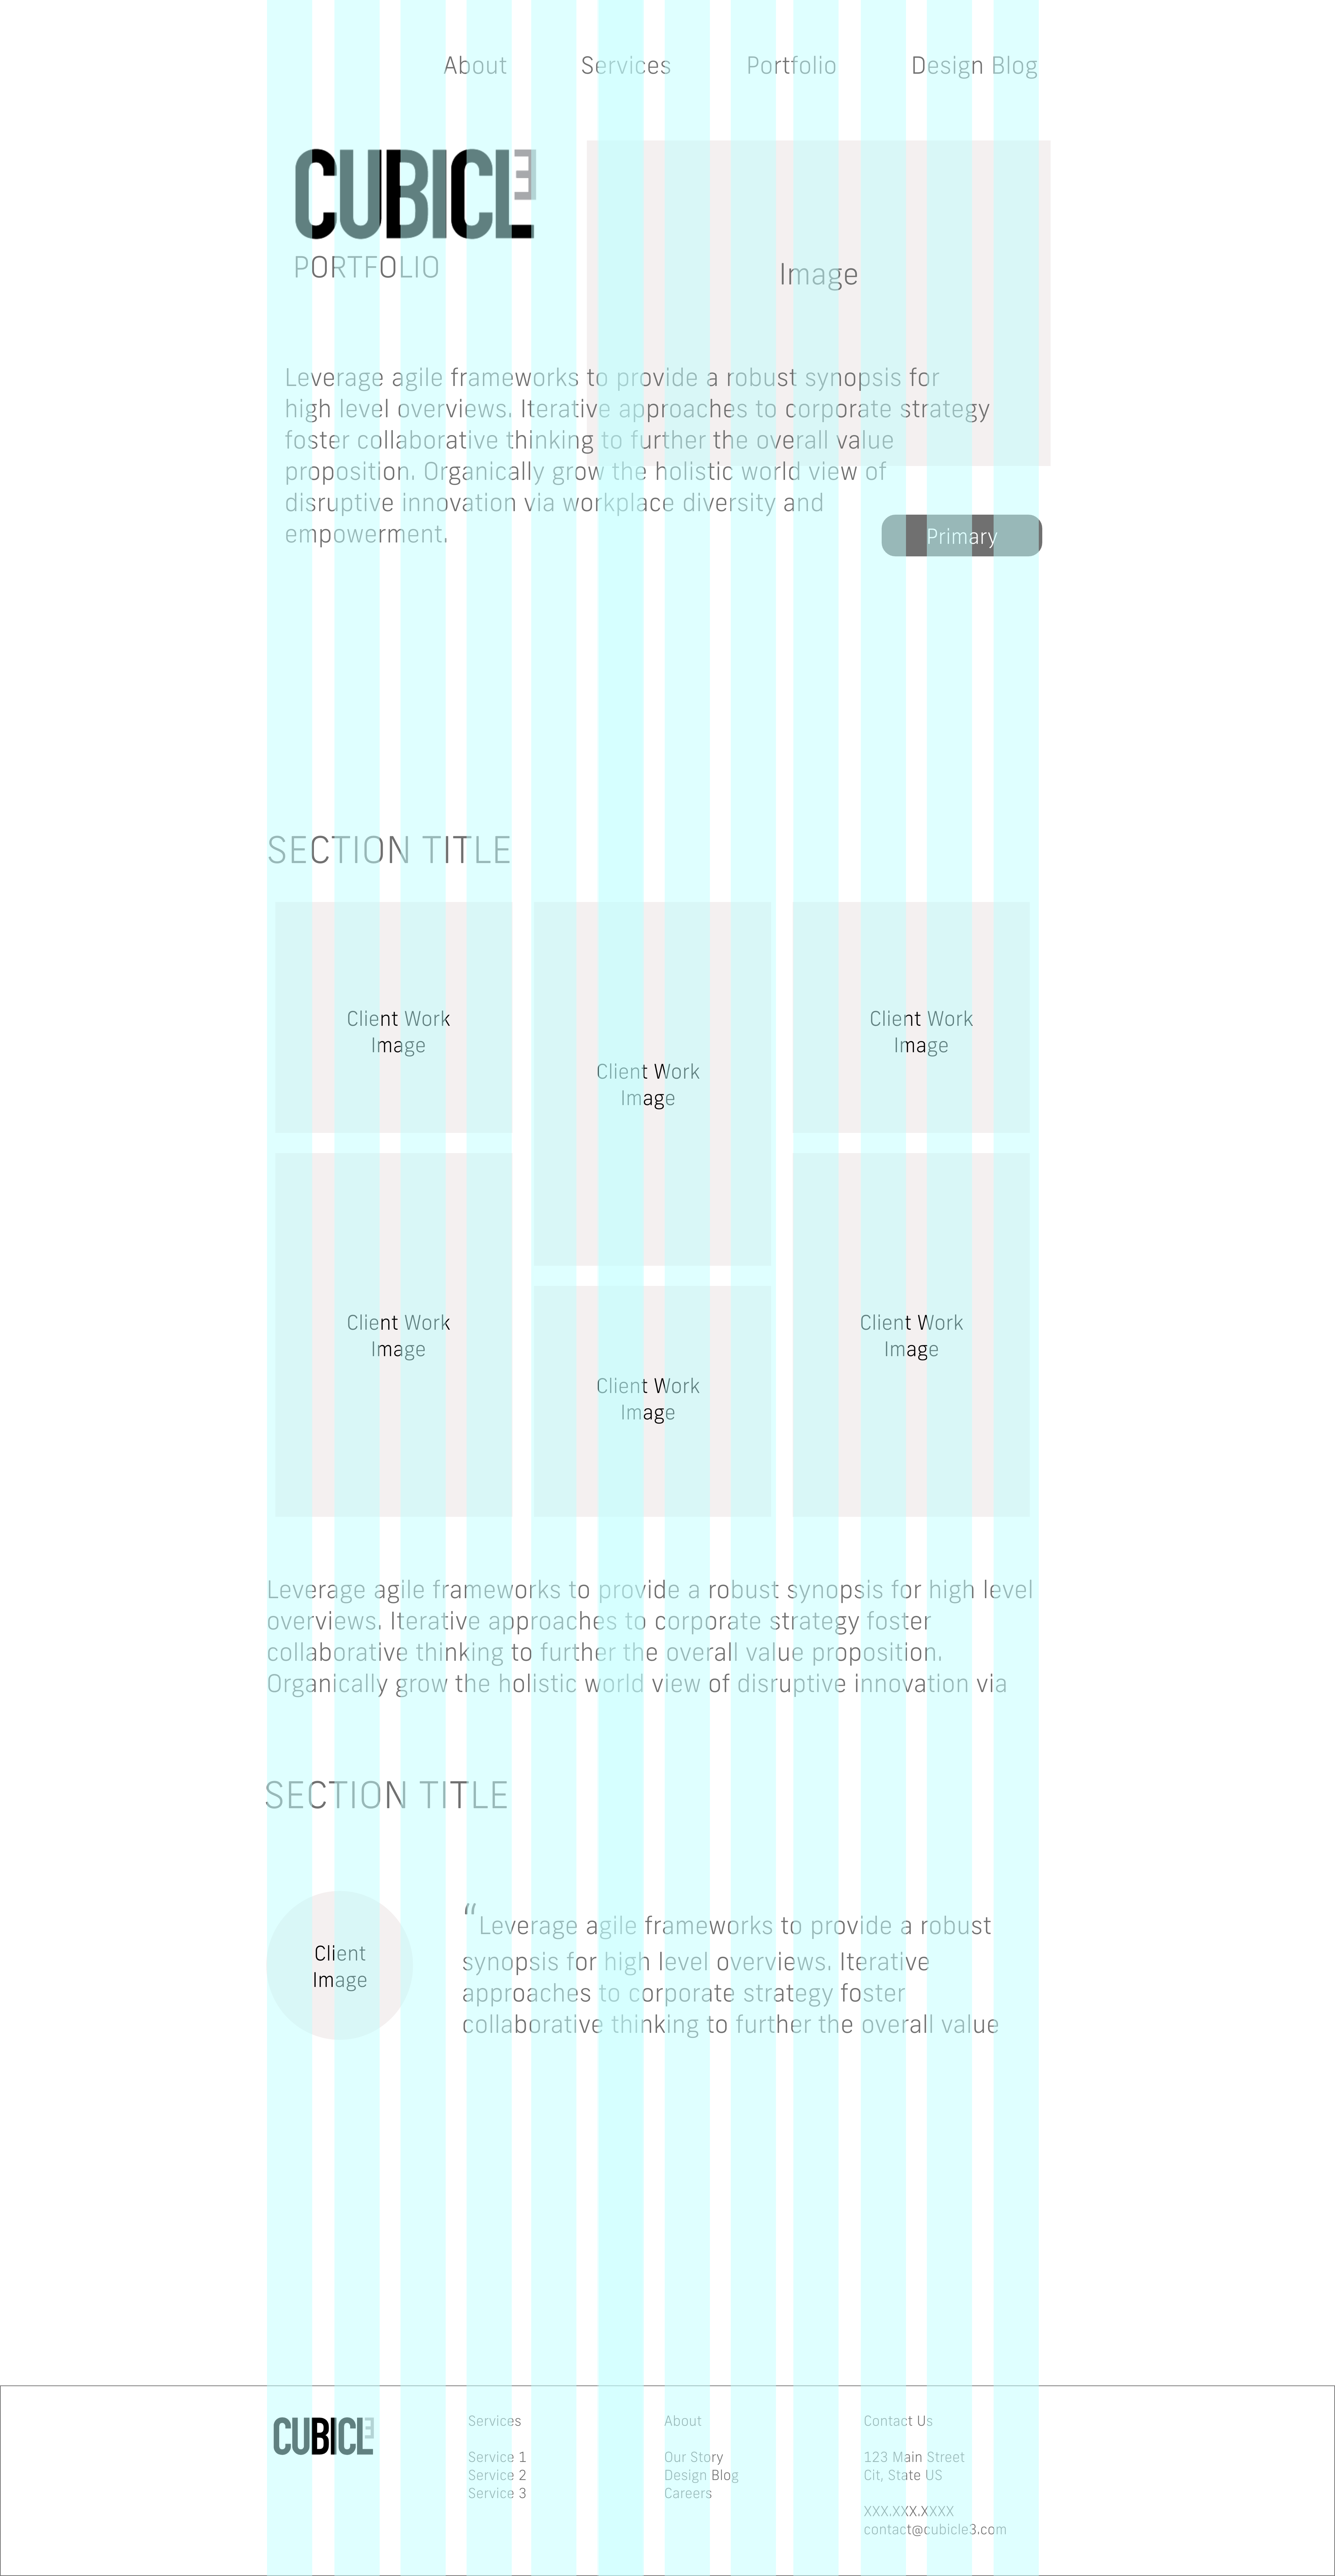 About Services Portfolio Design Blog
CUBICLE
PORTFOLIO
Image
Leverage agile frameworks to provide a robust synopsis for
high level overviews. Iterative approaches to corporate strategy
foster collaborative thinking to further the overall value
proposition. Organically grow the holistic world view of
disruptive innovation via workplace diversity and
empowerment.
Primary
SECTION TITLE
Client Work
Image
Client Work
Image
Client Work
Image
Client Work
Image
Client Work
Image
Client Work
Image
Leverage agile frameworks to provide a robust synopsis for high level
overviews. Iterative approaches to corporate strategy foster
collaborative thinking to further the overall value proposition.
Organically grow the holistic world view of disruptive innovation via
SECTION TITLE
Client
Image
“Leverage agile frameworks to provide a robust
synopsis for high level overviews. Iterative
approaches to corporate strategy foster
collaborative thinking to further the overall value
CUBICLE
Services
Service 1
Service 2
Service 3
About
Our Story
Design Blog
Careers
Contact Us
123 Main Street
Cit, State US
XXX.XXX.XXXX
contact@cubicle3.com